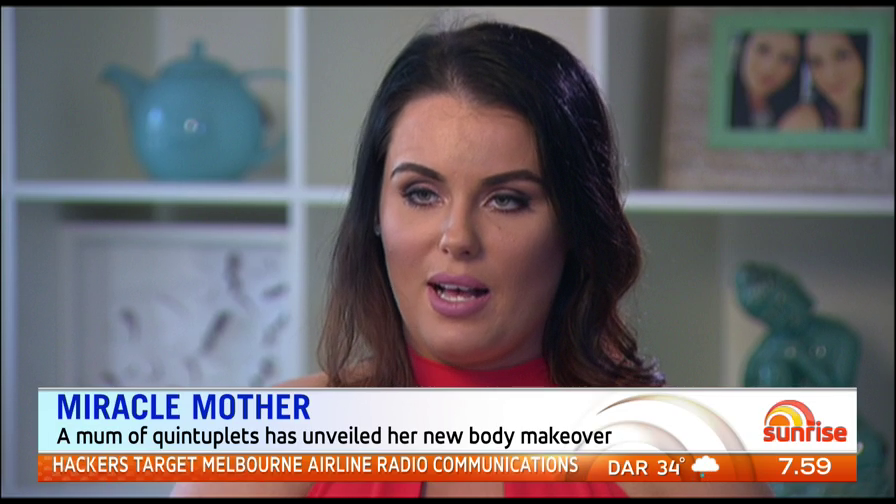 MIRACLE MOTHER
A mum of quintuplets has unveiled her new body makeover
sunrise
HACKERS TARGET MELBOURNE AIRLINE RADIO COMMUNICATIONS DAR 34° 7.59